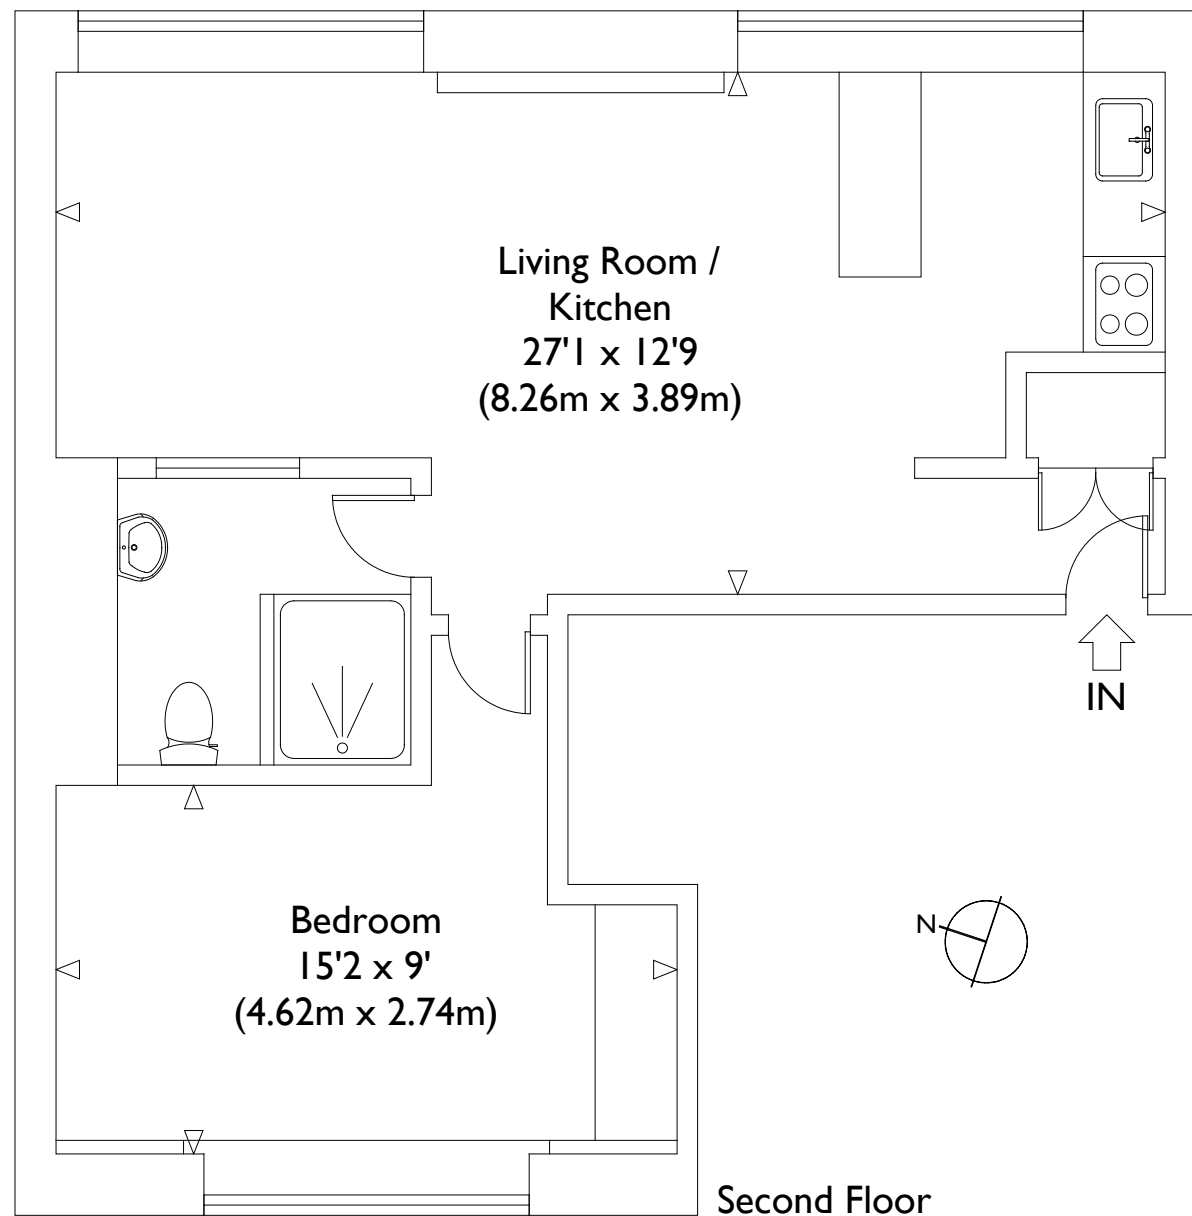 Living Room /
Kitchen
27'1 x 12'9
(8.26m x 3.89m)
IN
Bedroom
15'2 x 9'
(4.62m x 2.74m)
N
Second Floor